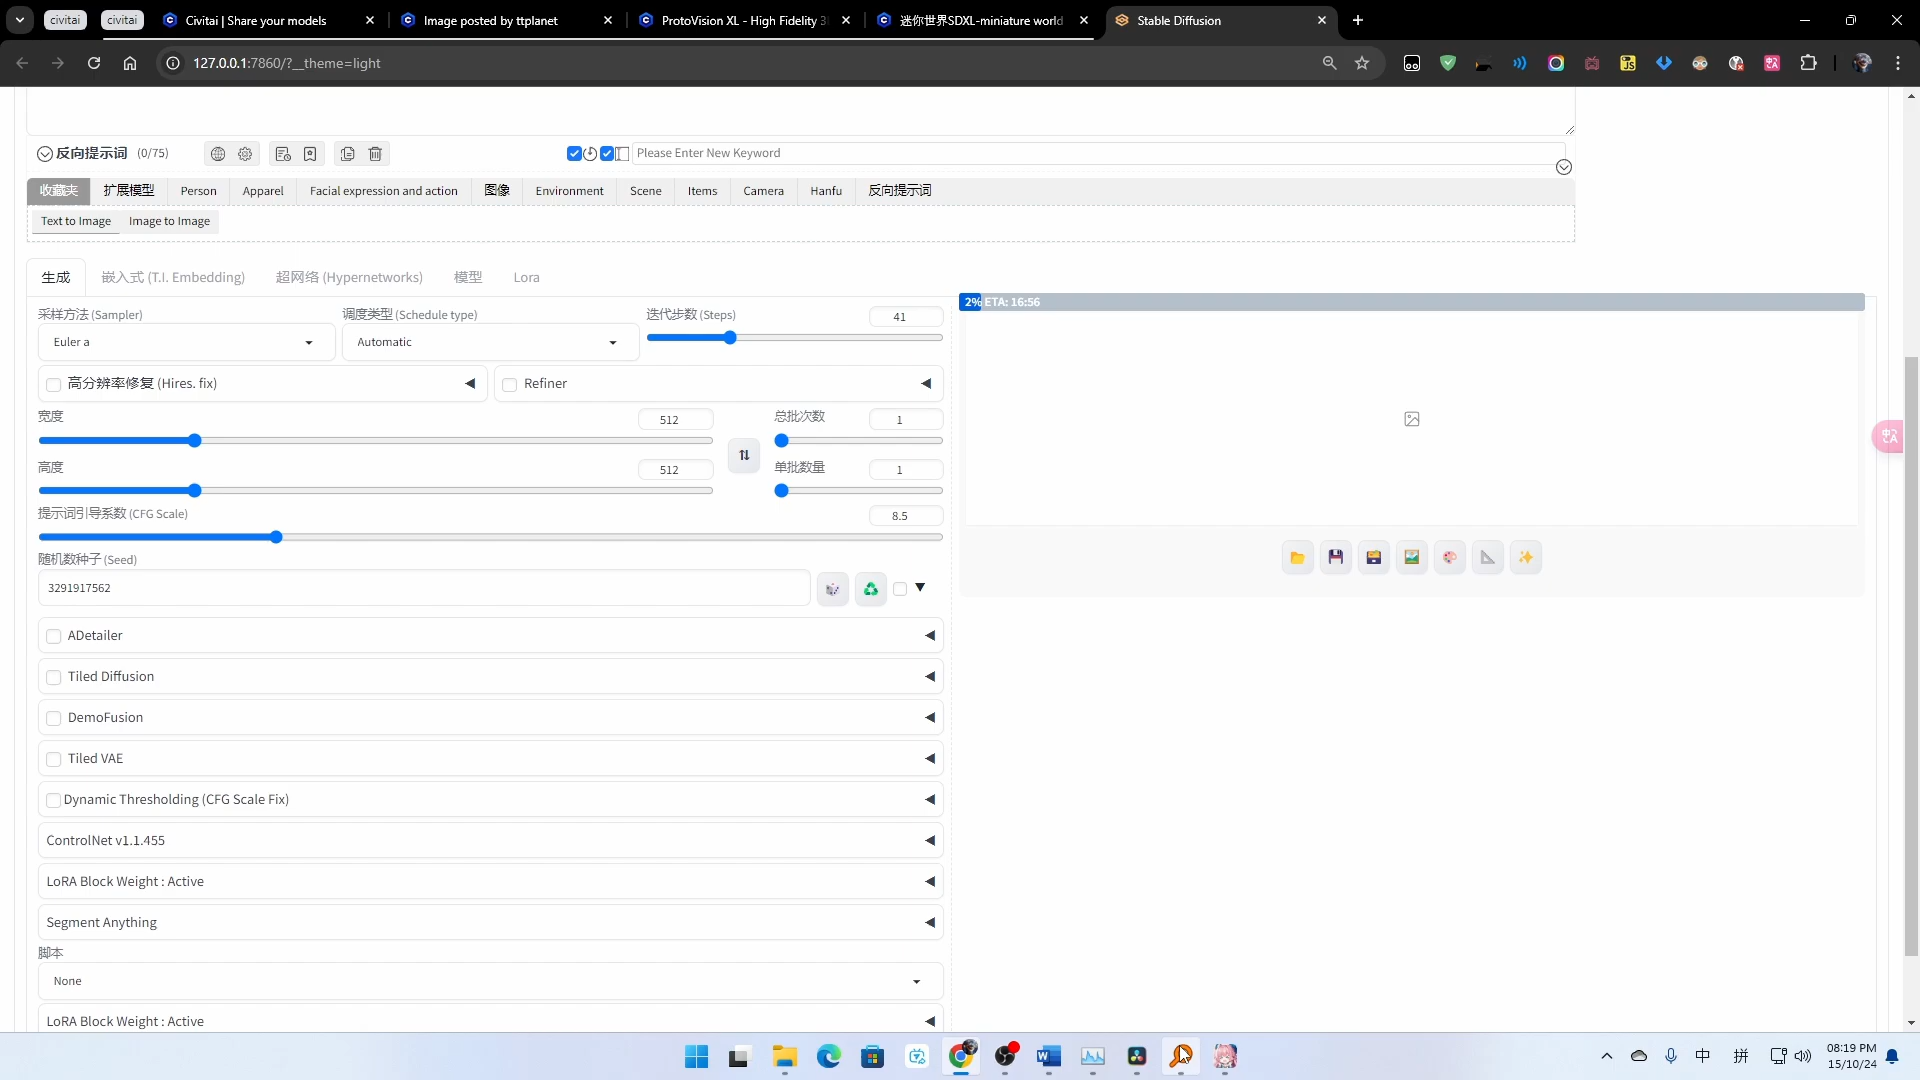 civitai
civitai
Civitai | Share your models
Image posted by ttplanet
ProtoVision XL - High Fidelity 3
迷你世界SDXL-miniature world
Stable Diffusion
127.0.0.1:7860/?__theme=light
反向提示词 (0/75)
Please Enter New Keyword
收藏夹
扩展模型
Person
Apparel
Facial expression and action
图像
Environment
Scene
Items
Camera
Hanfu
反向提示词
Text to Image
Image to Image
生成
嵌入式 (T.I. Embedding)
超网络 (Hypernetworks)
模型
Lora
采样方法 (Sampler)
Euler a
调度类型 (Schedule type)
Automatic
迭代步数 (Steps)
41
2% ETA: 16:56
高分辨率修复 (Hires. fix)
Refiner
宽度
512
总批次数
1
高度
512
单批数量
1
提示词引导系数 (CFG Scale)
8.5
随机数种子 (Seed)
3291917562
ADetailer
Tiled Diffusion
DemoFusion
Tiled VAE
Dynamic Thresholding (CFG Scale Fix)
ControlNet v1.1.455
LoRA Block Weight : Active
Segment Anything
脚本
None
LoRA Block Weight : Active
中
拼
08:19 PM
15/10/24